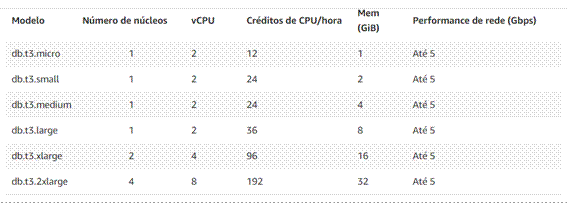 Modelo Número de núcleos vCPU Créditos de CPU/hora Mem (GiB) Performance de rede (Gbps)
db.t3.micro 1 2 12 1 Até 5
db.t3.small 1 2 24 2 Até 5
db.t3.medium 1 2 24 4 Até 5
db.t3.large 1 2 36 8 Até 5
db.t3.xlarge 2 4 96 16 Até 5
db.t3.2xlarge 4 8 192 32 Até 5